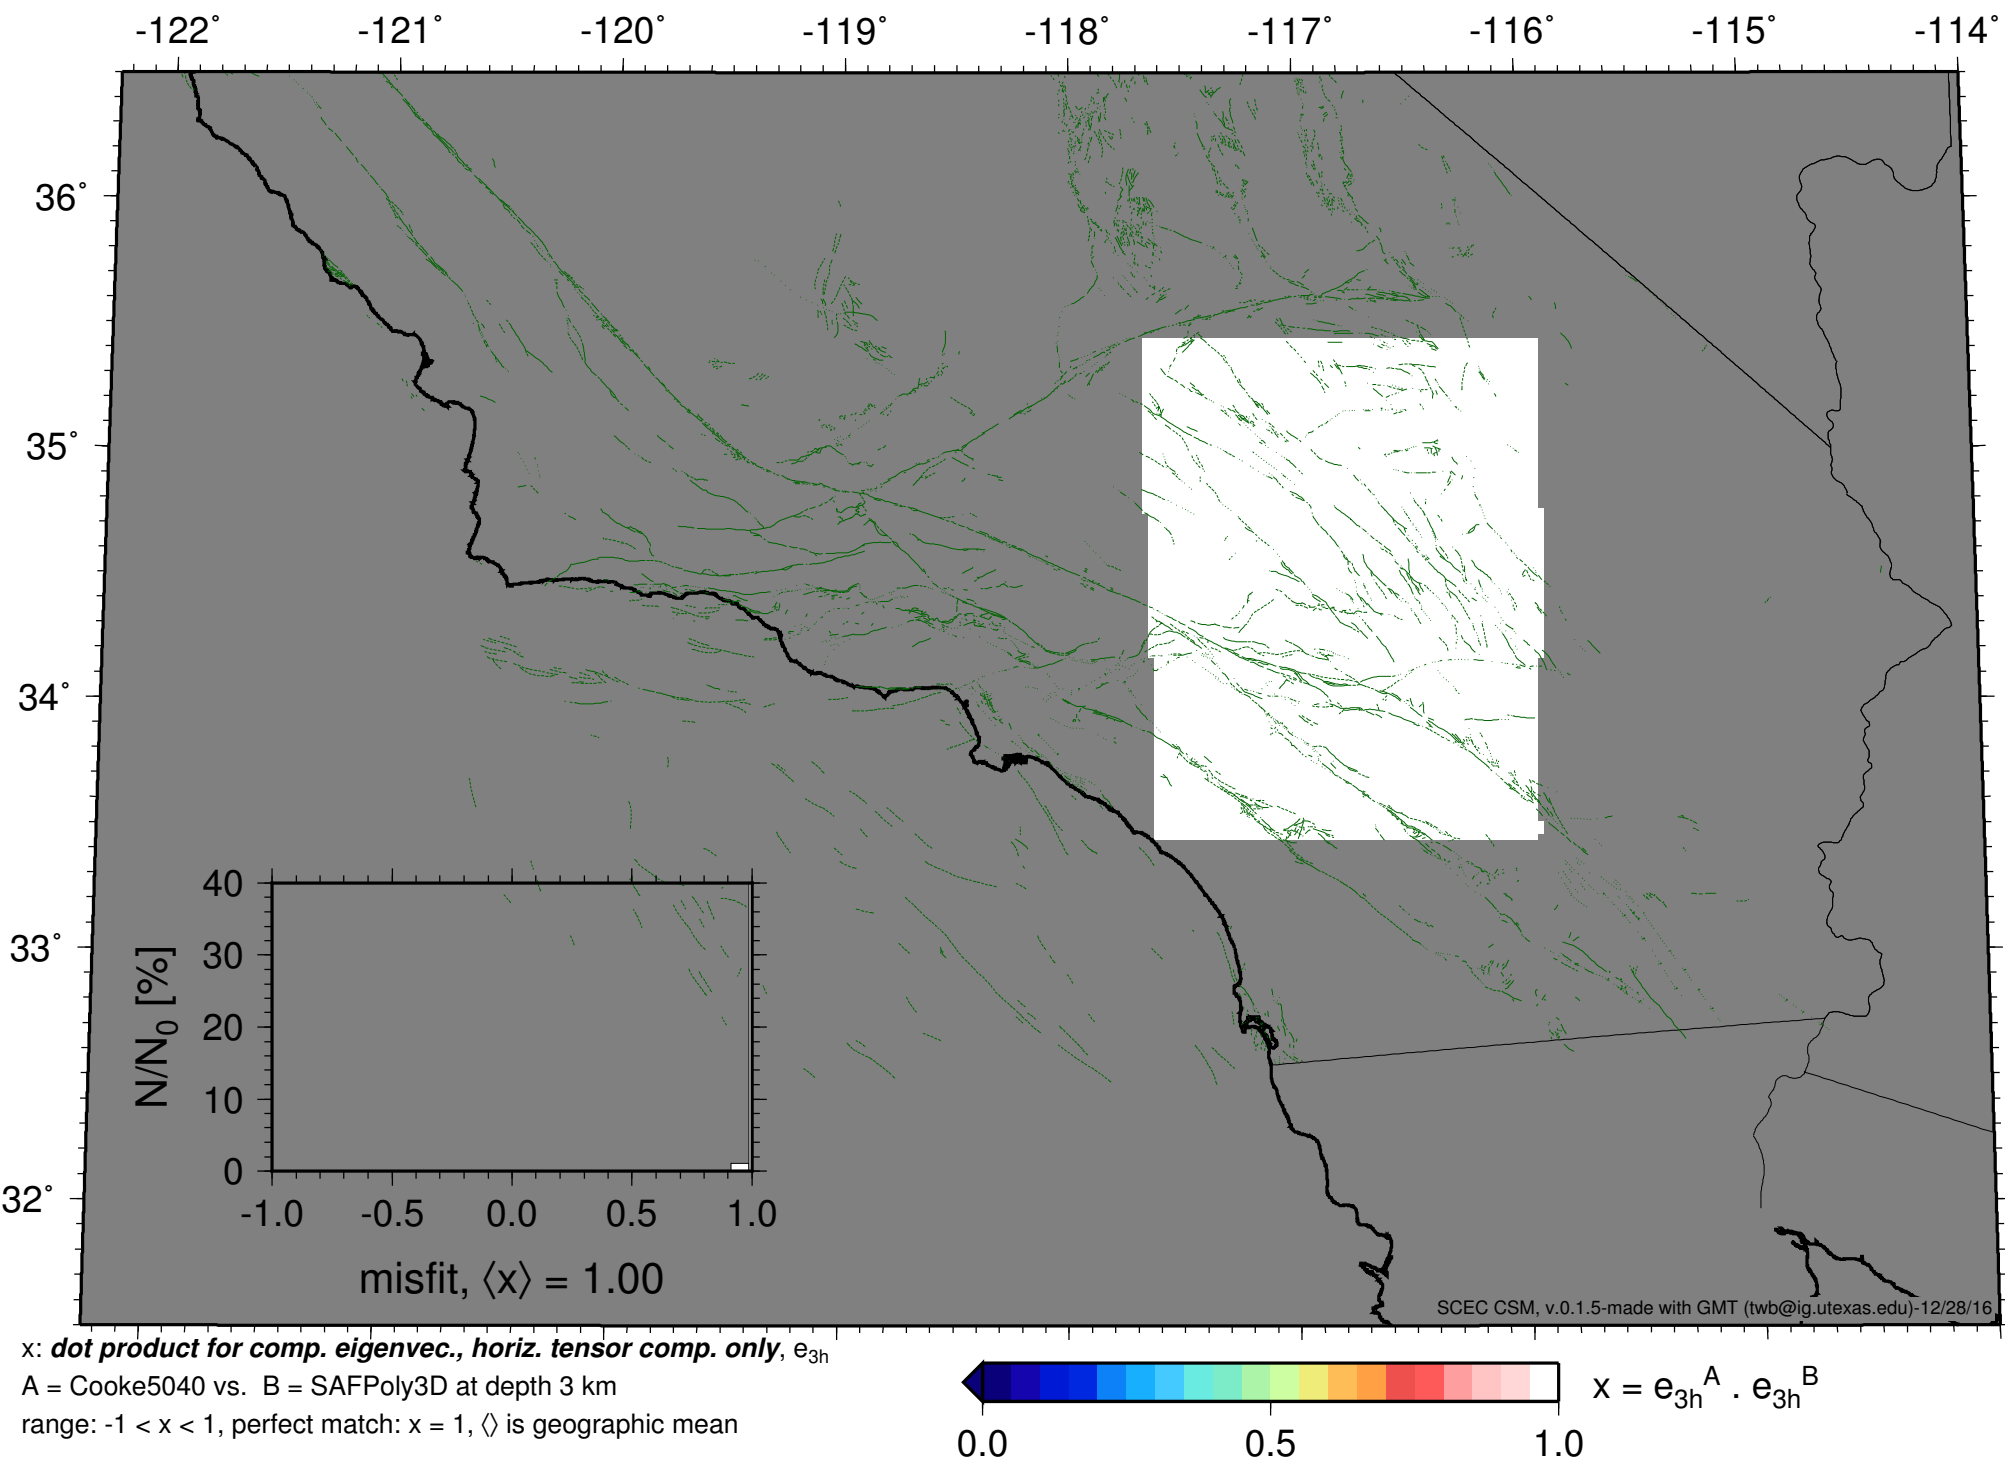 -122˚ -121˚ -120˚ -119˚ -118˚ -117˚ -116˚ -115˚ -114˚
36˚
35˚
34˚
33˚
32˚
40
30
20
10
0
N/N0 [%]
-1.0 -0.5 0.0 0.5 1.0
misfit, ⟨x⟩ = 1.00
SCEC CSM, v.0.1.5-made with GMT (twb@ig.utexas.edu)-12/28/16
x: dot product for comp. eigenvec., horiz. tensor comp. only, e3h
A = Cooke5040 vs. B = SAFPoly3D at depth 3 km
range: -1 < x < 1, perfect match: x = 1, ⟨⟩ is geographic mean
x = e3h^A . e3h^B
0.0 0.5 1.0